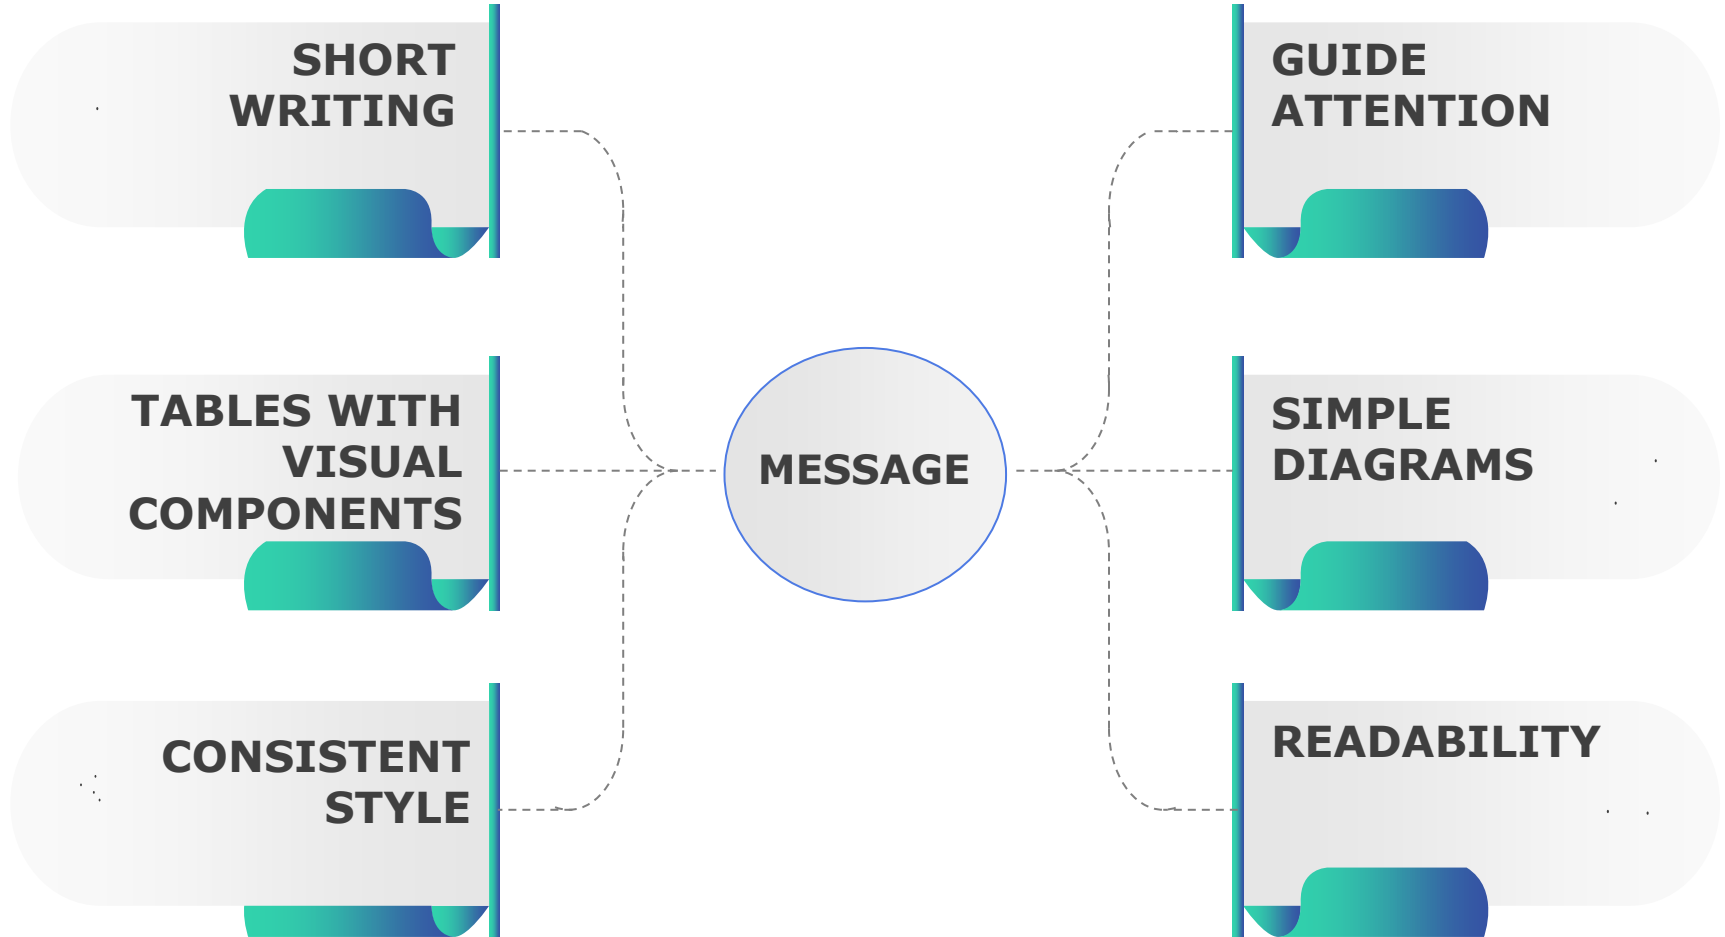 SHORT
WRITING
TABLES WITH
VISUAL
COMPONENTS
CONSISTENT
STYLE
MESSAGE
GUIDE
ATTENTION
SIMPLE
DIAGRAMS
READABILITY